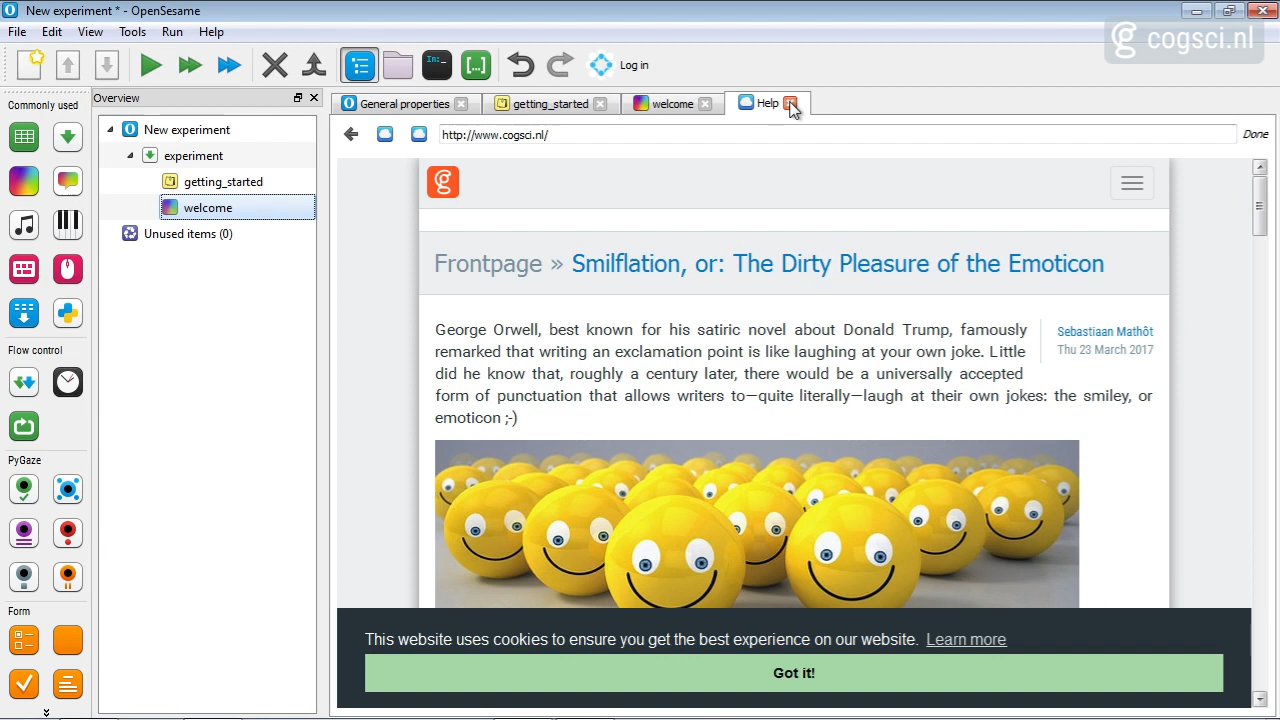 New experiment * - OpenSesame
File Edit View Tools Run Help
cogsci.nl
In:_
[...]
Log in
Commonly used
Overview
General properties
getting_started
welcome
Help
http://www.cogsci.nl/
Done
New experiment
experiment
getting_started
welcome
Unused items (0)
Flow control
PyGaze
Form
Frontpage » Smilflation, or: The Dirty Pleasure of the Emoticon
George Orwell, best known for his satiric novel about Donald Trump, famously
remarked that writing an exclamation point is like laughing at your own joke. Little
did he know that, roughly a century later, there would be a universally accepted
form of punctuation that allows writers to—quite literally—laugh at their own jokes: the smiley, or
emoticon ;-)
Sebastiaan Mathôt
Thu 23 March 2017
This website uses cookies to ensure you get the best experience on our website. Learn more
Got it!